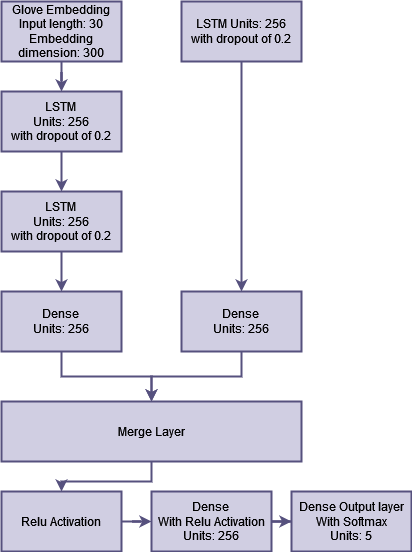 Glove Embedding
Input length: 30
Embedding
dimension: 300
LSTM Units: 256
with dropout of 0.2
LSTM
Units: 256
with dropout of 0.2
LSTM
Units: 256
with dropout of 0.2
Dense
Units: 256
Dense
Units: 256
Merge Layer
Relu Activation
Dense
With Relu Activation
Units: 256
Dense Output layer
With Softmax
Units: 5